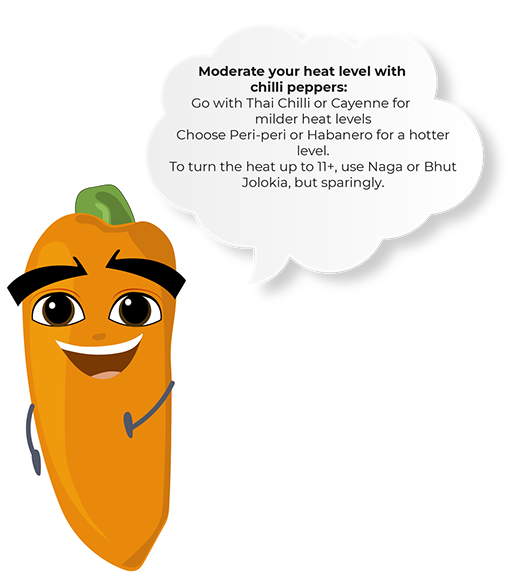 Moderate your heat level with
chilli peppers:
Go with Thai Chilli or Cayenne for
milder heat levels
Choose Peri-peri or Habanero for a hotter
level.
To turn the heat up to 11+, use Naga or Bhut
Jolokia, but sparingly.